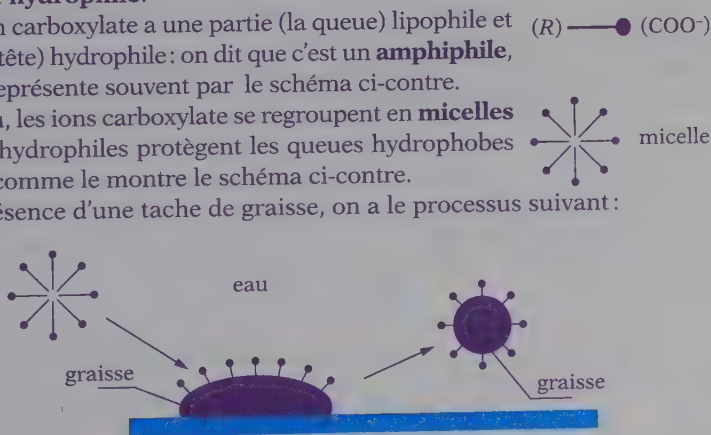 hydrophile.
carboxylate a une partie (la queue) lipophile et (R) (COO⁻)
tête) hydrophile : on dit que c'est un amphiphile,
représente souvent par le schéma ci-contre.
, les ions carboxylate se regroupent en micelles
hydrophiles protègent les queues hydrophobes
micelle
comme le montre le schéma ci-contre.
ésence d'une tache de graisse, on a le processus suivant :
eau
graisse
graisse